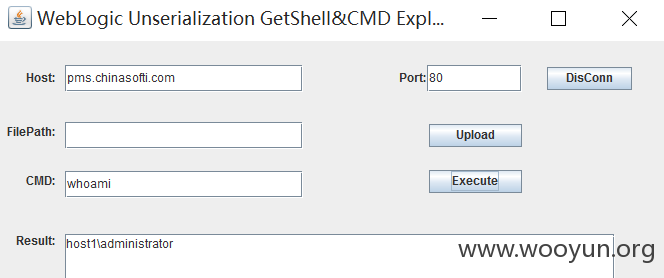 WebLogic Unserialization GetShell&CMD Expl...
Host: pms.chinasofti.com Port: 80 DisConn
FilePath: Upload
CMD: whoami Execute
Result: host1\administrator
www.wooyun.org